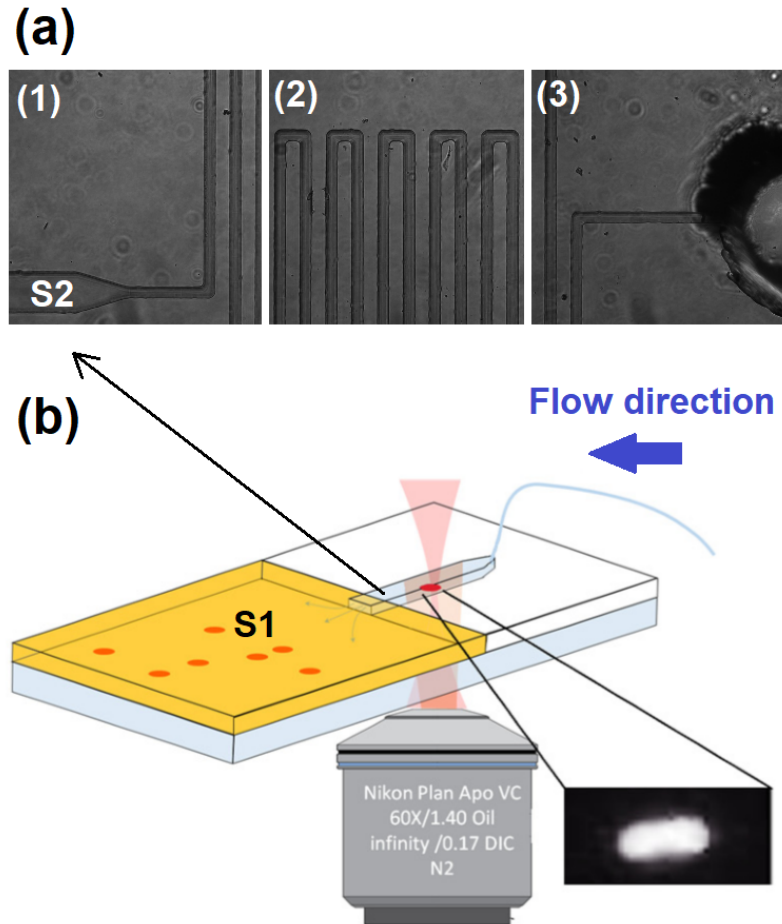 (a)
(1)
(2)
(3)
S2
(b)
Flow direction
S1
Nikon Plan Apo VC
60X/1.40 Oil
infinity /0.17 DIC
N2